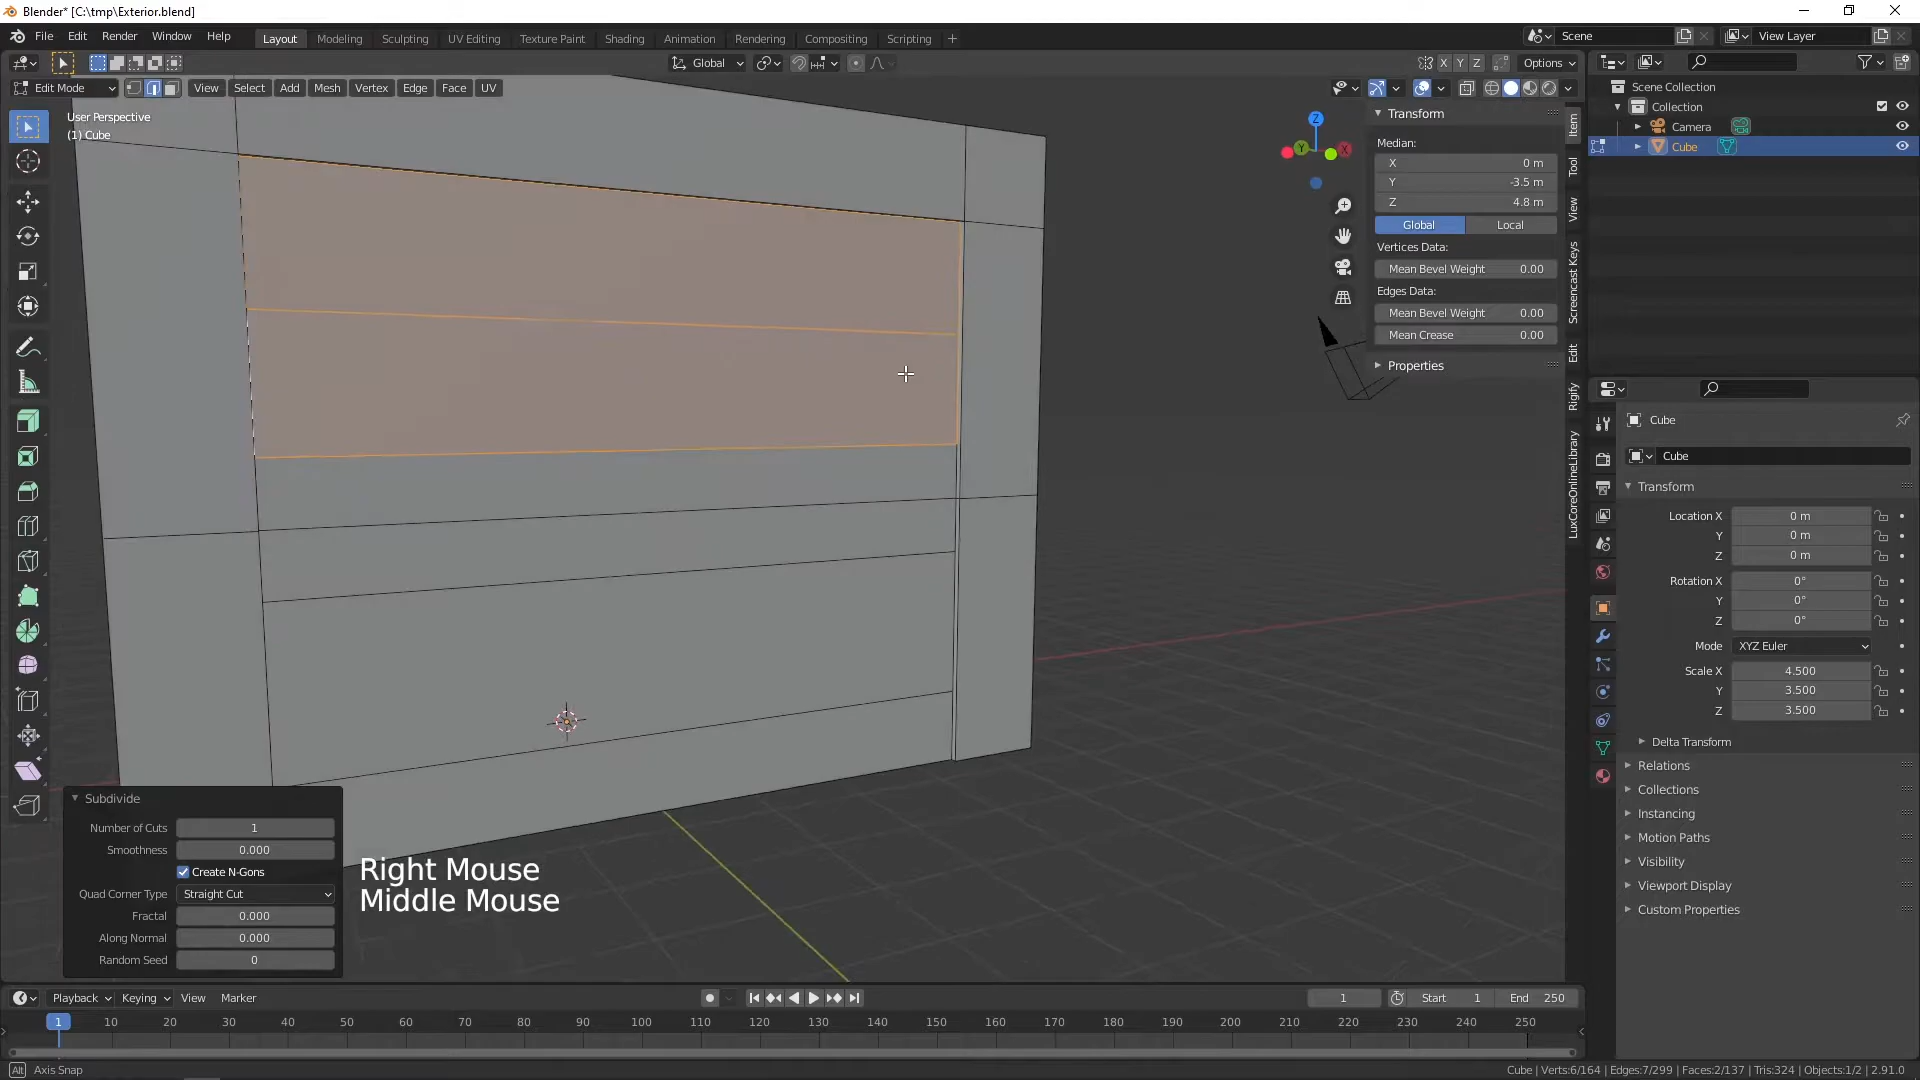 Blender* [C:\tmp\Exterior.blend]
File Edit Render Window Help
Layout Modeling Sculpting UV Editing Texture Paint Shading Animation Rendering Compositing Scripting +
Scene
View Layer
Global
X Y Z
Options
Edit Mode
View Select Add Mesh Vertex Edge Face UV
User Perspective
(1) Cube
Z
Y
X
Transform
Median:
X 0 m
Y -3.5 m
Z 4.8 m
Global Local
Vertices Data:
Mean Bevel Weight 0.00
Edges Data:
Mean Bevel Weight 0.00
Mean Crease 0.00
Properties
Item
Tool
View
Screencast Keys
Edit
Rigify
LuxCoreOnlineLibrary
Scene Collection
Collection
Camera
Cube
Cube
Cube
Transform
Location X 0 m
Y 0 m
Z 0 m
Rotation X 0°
Y 0°
Z 0°
Mode XYZ Euler
Scale X 4.500
Y 3.500
Z 3.500
Delta Transform
Relations
Collections
Instancing
Motion Paths
Visibility
Viewport Display
Custom Properties
Subdivide
Number of Cuts 1
Smoothness 0.000
Create N-Gons
Quad Corner Type Straight Cut
Fractal 0.000
Along Normal 0.000
Random Seed 0
Right Mouse
Middle Mouse
Playback Keying View Marker
1 Start 1 End 250
1 10 20 30 40 50 60 70 80 90 100 110 120 130 140 150 160 170 180 190 200 210 220 230 240 250
Alt Axis Snap
Cube | Verts:6/164 | Edges:7/299 | Faces:2/137 | Tris:324 | Objects:1/2 | 2.91.0